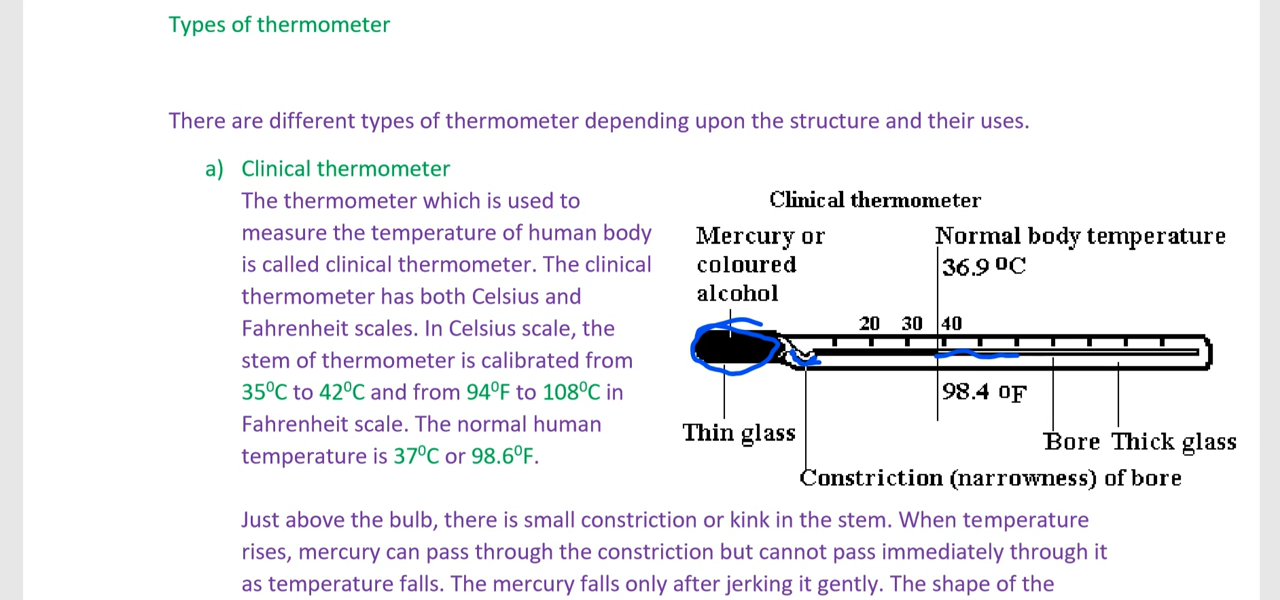 Types of thermometer
There are different types of thermometer depending upon the structure and their uses.
a) Clinical thermometer
The thermometer which is used to
measure the temperature of human body
is called clinical thermometer. The clinical
thermometer has both Celsius and
Fahrenheit scales. In Celsius scale, the
stem of thermometer is calibrated from
35⁰C to 42⁰C and from 94⁰F to 108⁰C in
Fahrenheit scale. The normal human
temperature is 37⁰C or 98.6⁰F.
Clinical thermometer
Mercury or
coloured
alcohol
Normal body temperature
36.9 ⁰C
20 30 40
98.4 0F
Thin glass
Bore Thick glass
Constriction (narrowness) of bore
Just above the bulb, there is small constriction or kink in the stem. When temperature
rises, mercury can pass through the constriction but cannot pass immediately through it
as temperature falls. The mercury falls only after jerking it gently. The shape of the